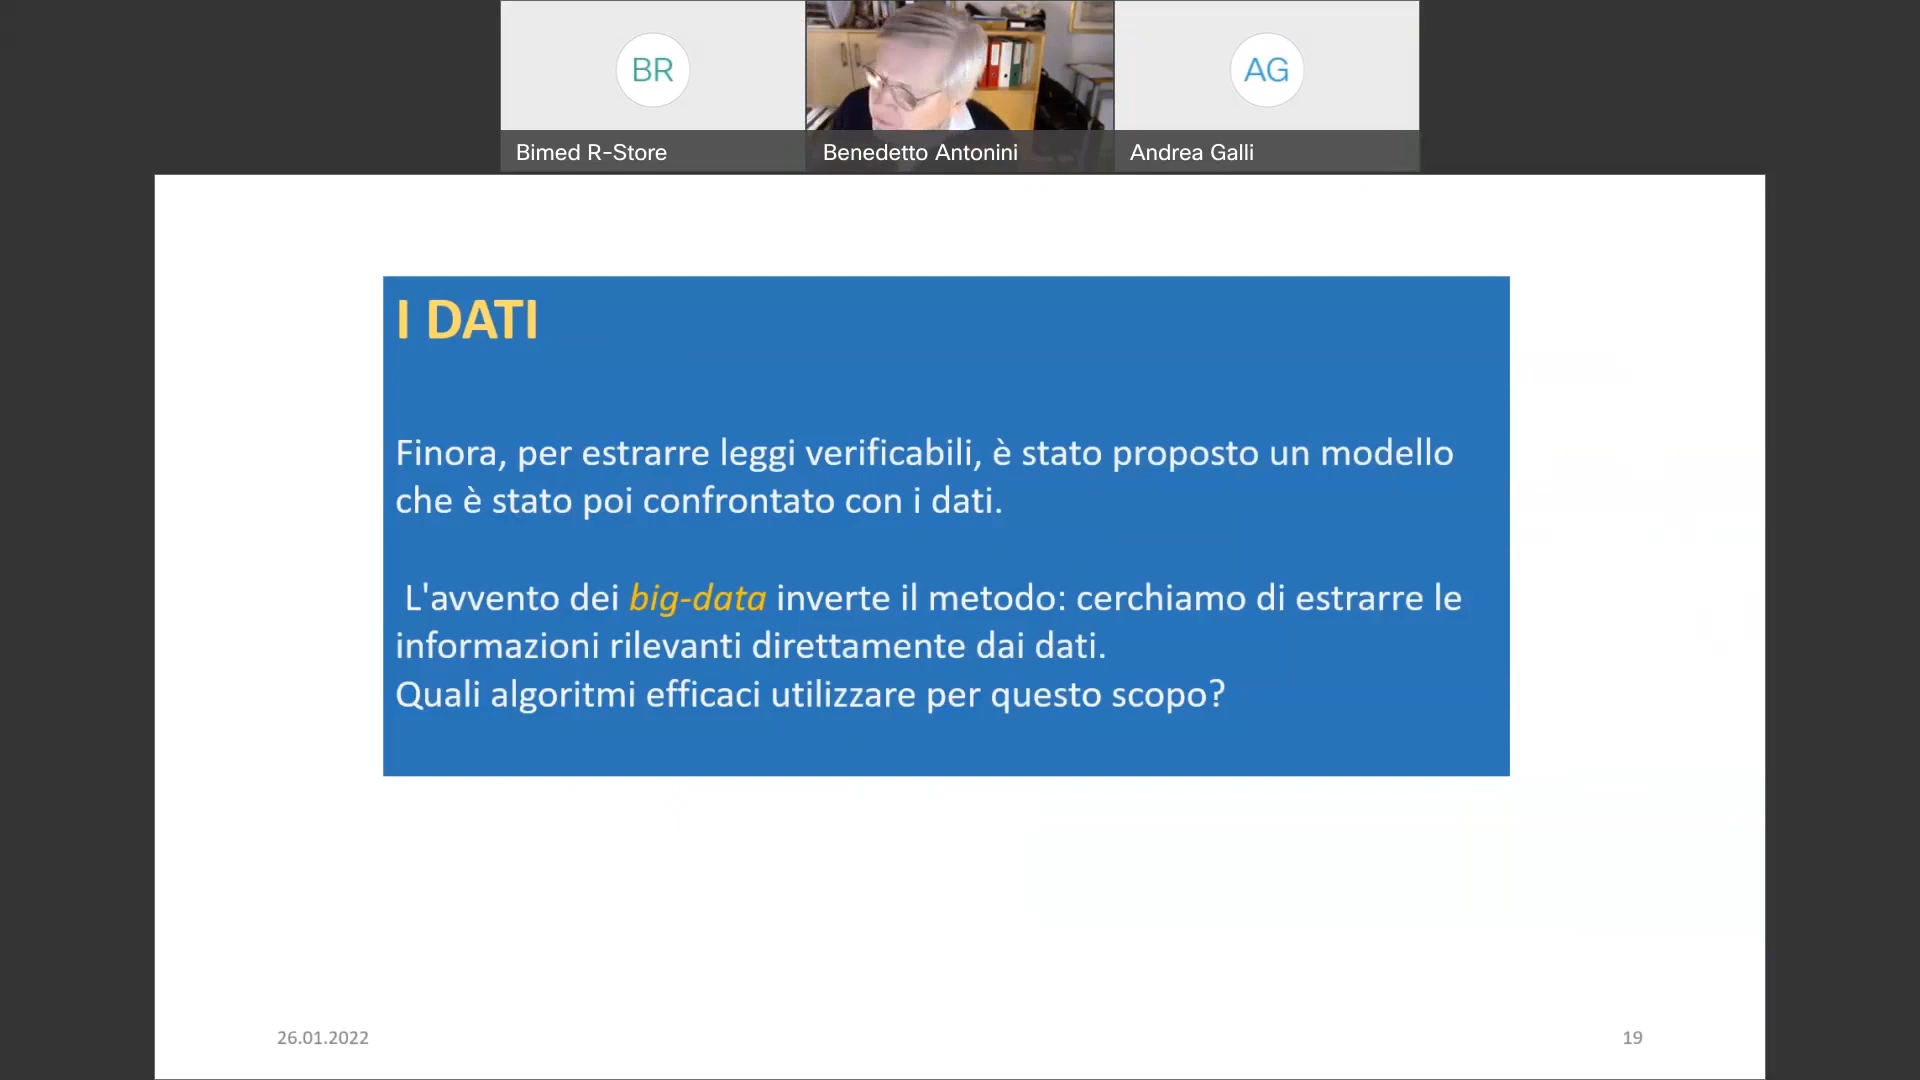 BR
AG
Bimed R-Store
Benedetto Antonini
Andrea Galli
I DATI
Finora, per estrarre leggi verificabili, è stato proposto un modello
che è stato poi confrontato con i dati.
L'avvento dei big-data inverte il metodo: cerchiamo di estrarre le
informazioni rilevanti direttamente dai dati.
Quali algoritmi efficaci utilizzare per questo scopo?
26.01.2022
19